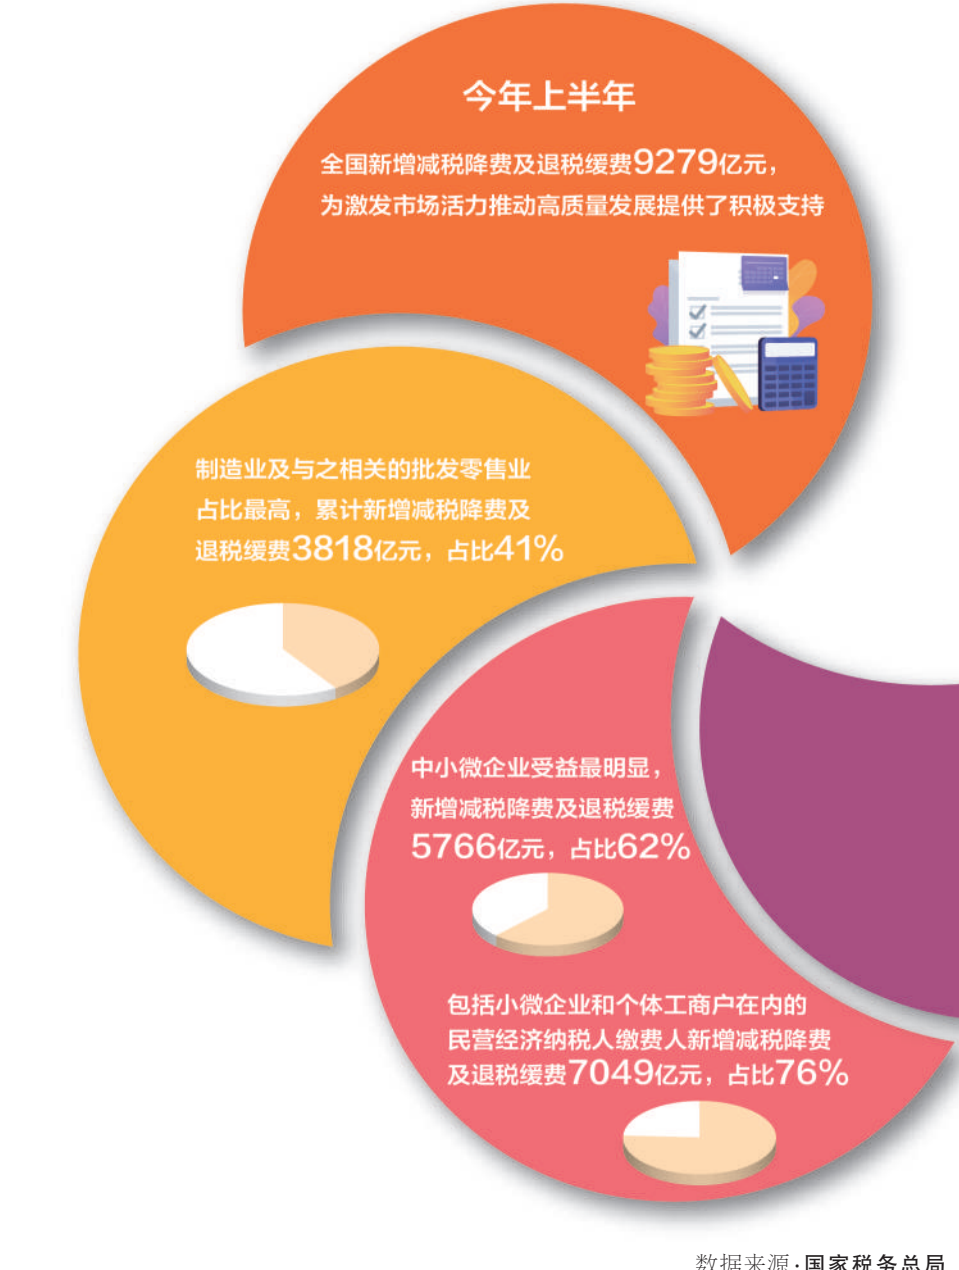 今年上半年
全国新增减税降费及退税缓费9279亿元，
为激发市场活力推动高质量发展提供了积极支持
制造业及与之相关的批发零售业
占比最高，累计新增减税降费及
退税缓费3818亿元，占比41%
中小微企业受益最明显，
新增减税降费及退税缓费
5766亿元，占比62%
包括小微企业和个体工商户在内的
民营经济纳税人缴费人新增减税降费
及退税缓费7049亿元，占比76%
数据来源·国家税务总局